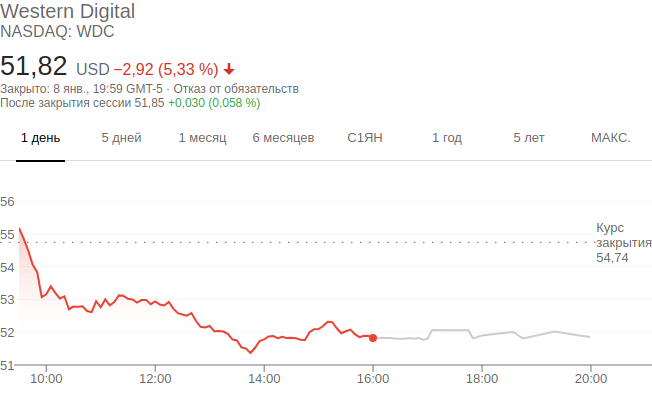 Western Digital
NASDAQ: WDC
51,82 USD −2,92 (5,33 %)
Закрыто: 8 янв., 19:59 GMT-5 · Отказ от обязательств
После закрытия сессии 51,85 +0,030 (0,058 %)
1 день 5 дней 1 месяц 6 месяцев С1ЯН 1 год 5 лет МАКС.
56
55
54
53
52
51
Курс
закрытия
54,74
10:00 12:00 14:00 16:00 18:00 20:00